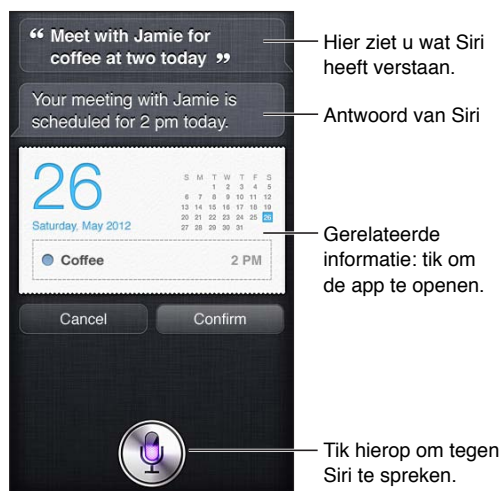 “ Meet with Jamie for
coffee at two today ”
Hier ziet u wat Siri
heeft verstaan.
Your meeting with Jamie is
scheduled for 2 pm today.
Antwoord van Siri
26
Saturday, May 2012
S M T W T F S
1 2 3 4 5
6 7 8 9 10 11 12
13 14 15 16 17 18 19
20 21 22 23 24 25 26
27 28 29 30 31
Coffee 2 PM
Gerelateerde
informatie: tik om
de app te openen.
Cancel Confirm
Tik hierop om tegen
Siri te spreken.